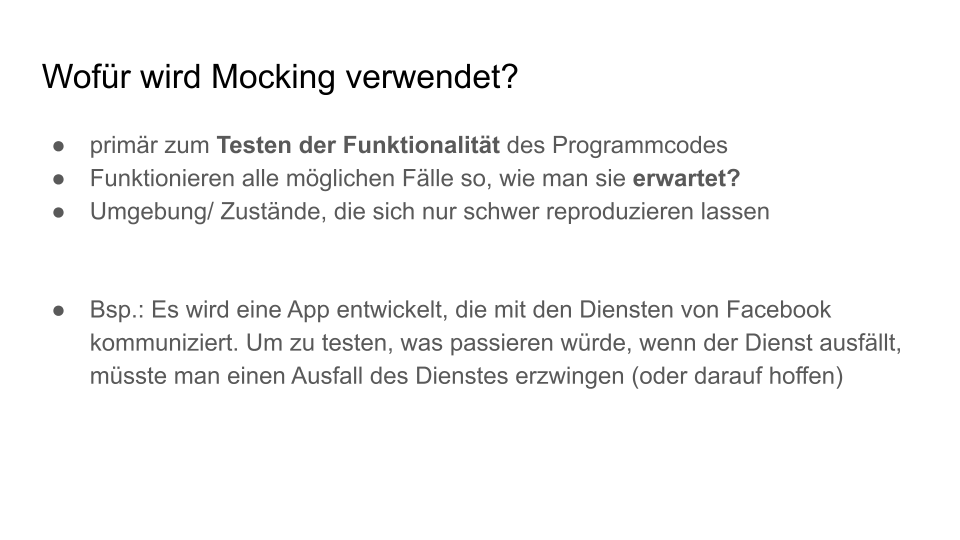 Wofür wird Mocking verwendet?
● primär zum Testen der Funktionalität des Programmcodes
● Funktionieren alle möglichen Fälle so, wie man sie erwartet?
● Umgebung/ Zustände, die sich nur schwer reproduzieren lassen
● Bsp.: Es wird eine App entwickelt, die mit den Diensten von Facebook
kommuniziert. Um zu testen, was passieren würde, wenn der Dienst ausfällt,
müsste man einen Ausfall des Dienstes erzwingen (oder darauf hoffen)